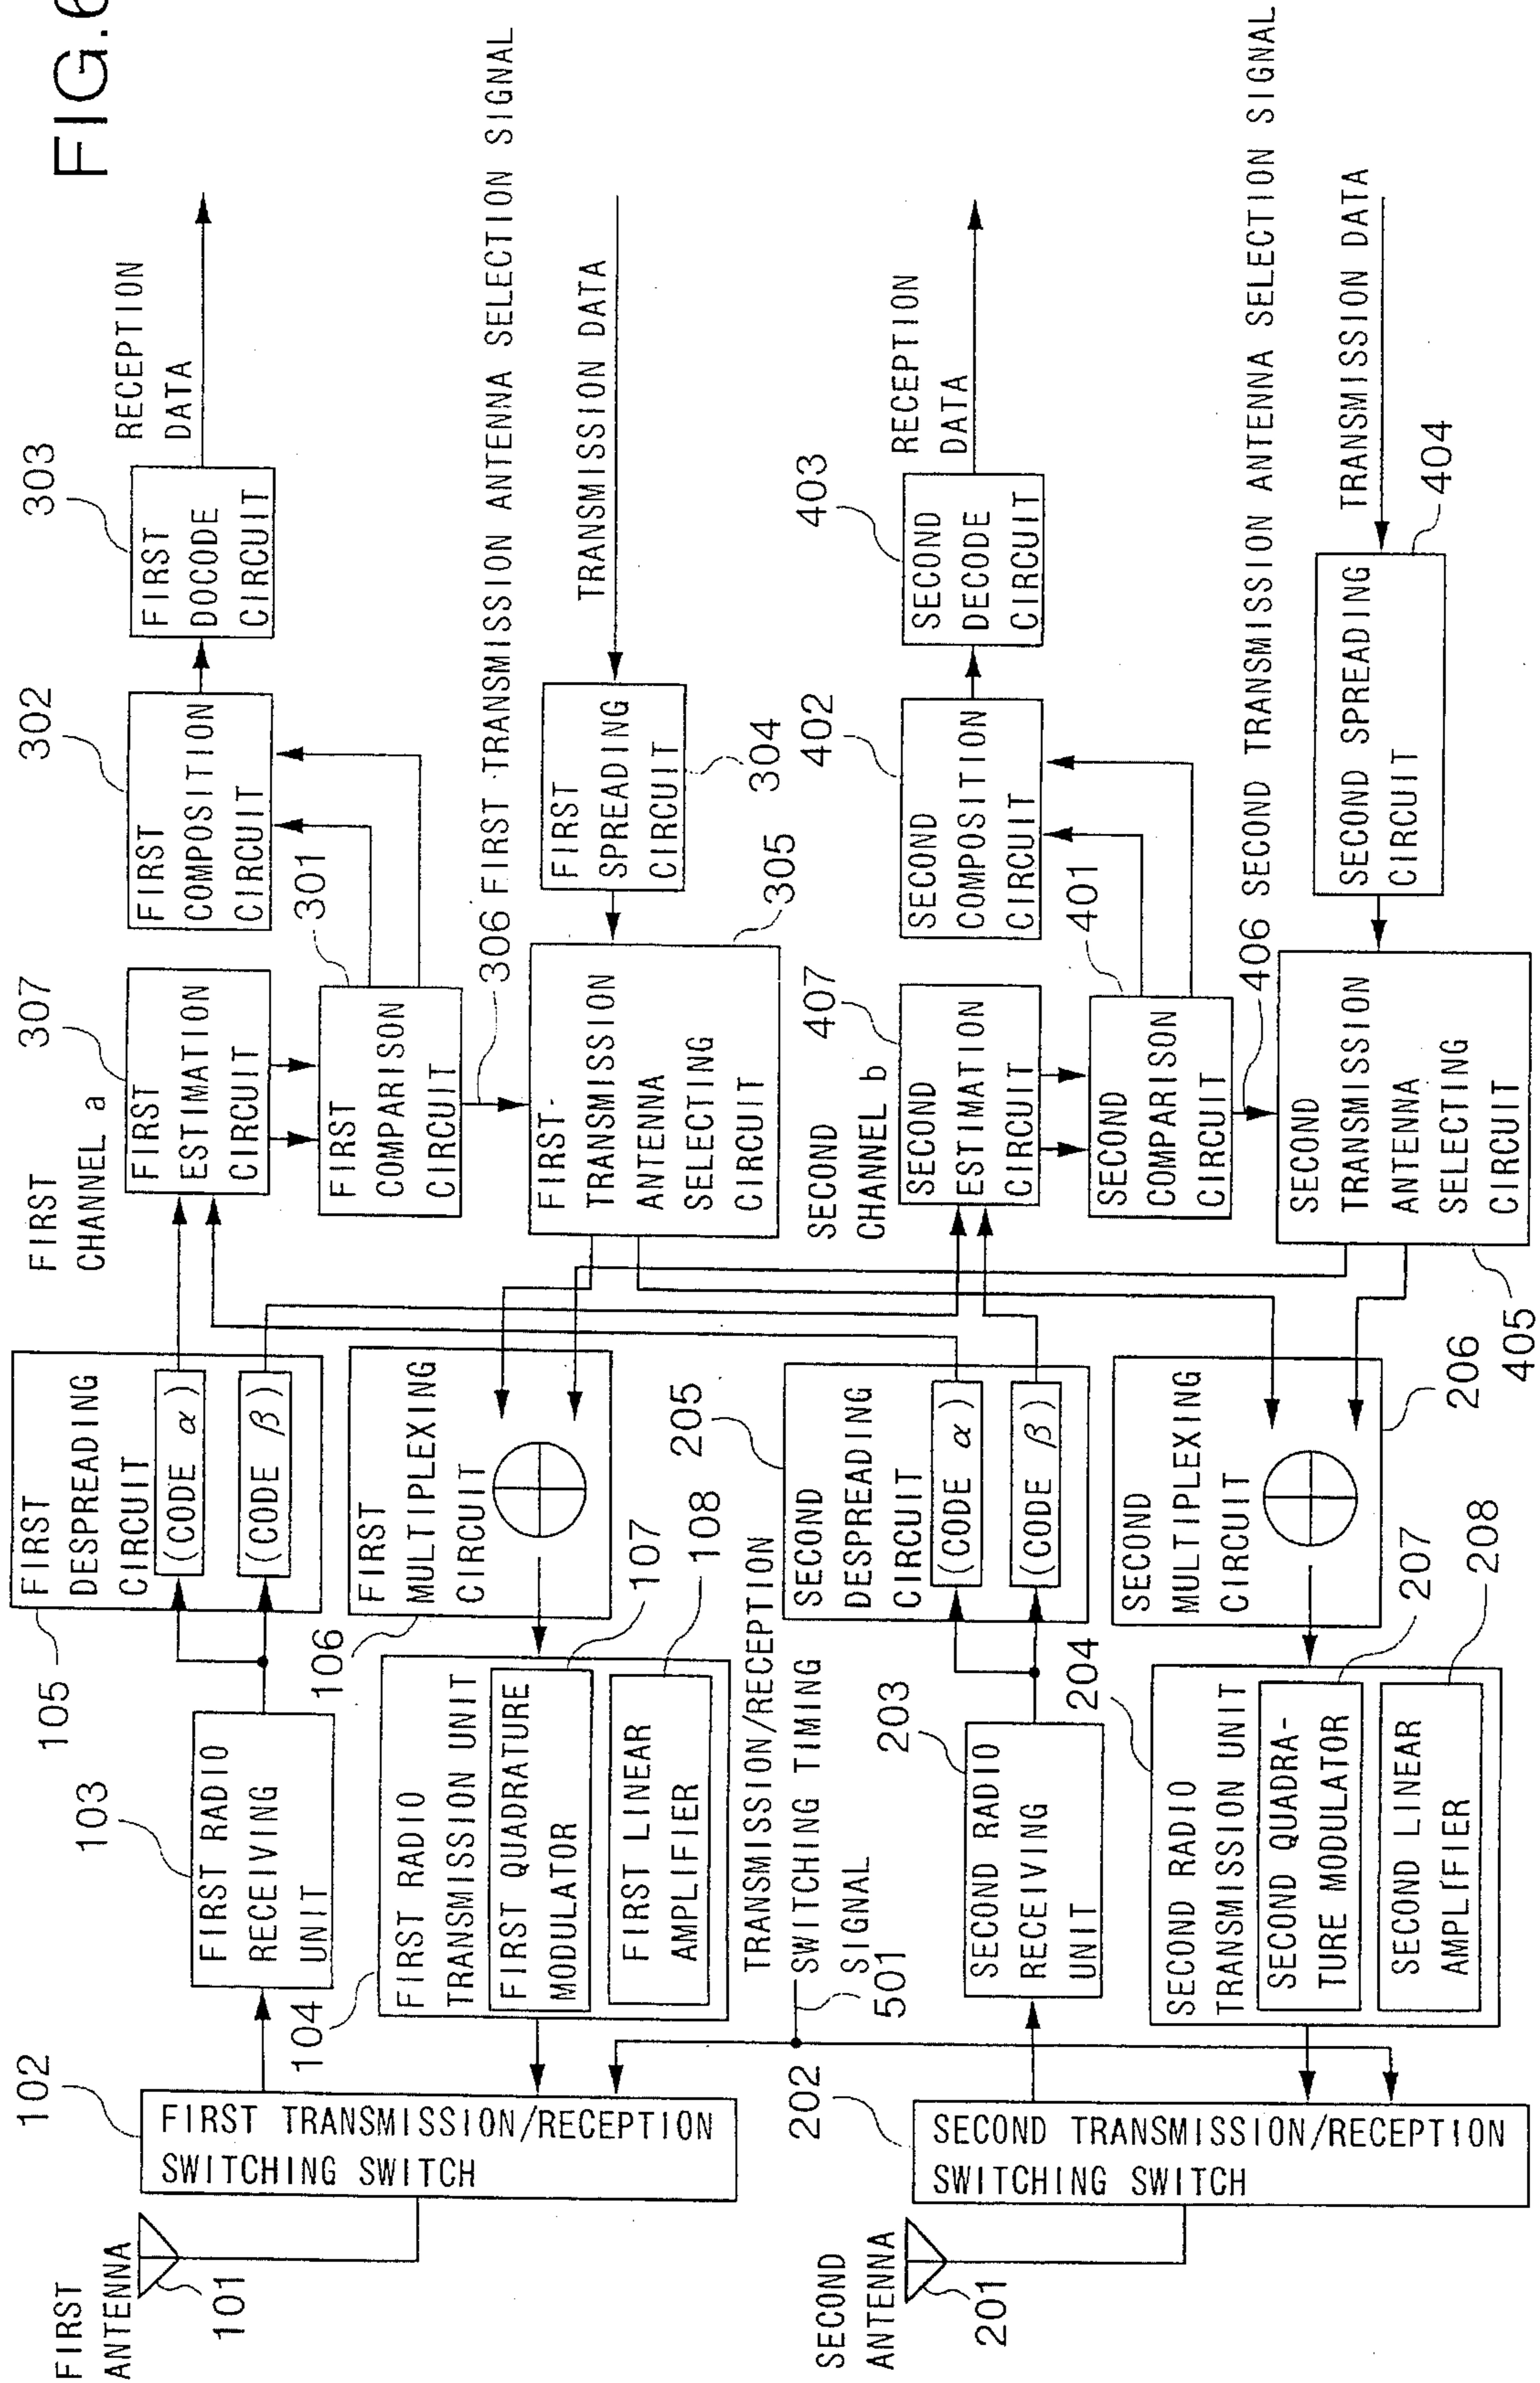 FIG.6
FIRST
ANTENNA
101
102
FIRST TRANSMISSION/RECEPTION
SWITCHING SWITCH
103
FIRST RADIO
RECEIVING
UNIT
104
FIRST RADIO
TRANSMISSION UNIT
FIRST QUADRATURE
MODULATOR
107
FIRST LINEAR
AMPLIFIER
108
105
FIRST
DESPREADING
CIRCUIT
(CODE α)
(CODE β)
106
FIRST
MULTIPLEXING
CIRCUIT
FIRST
CHANNEL a
307
FIRST
ESTIMATION
CIRCUIT
301
FIRST
COMPARISON
CIRCUIT
302
FIRST
COMPOSITION
CIRCUIT
303
FIRST
DOCODE
CIRCUIT
RECEPTION
DATA
306 FIRST TRANSMISSION ANTENNA SELECTION SIGNAL
FIRST-
TRANSMISSION
ANTENNA
SELECTING
CIRCUIT
305
FIRST
SPREADING
CIRCUIT
304
TRANSMISSION DATA
TRANSMISSION/RECEPTION
SWITCHING TIMING
SIGNAL
501
SECOND
ANTENNA
201
202
SECOND TRANSMISSION/RECEPTION
SWITCHING SWITCH
203
SECOND RADIO
RECEIVING
UNIT
204
SECOND RADIO
TRANSMISSION UNIT
SECOND QUADRA-
TURE MODULATOR
207
SECOND LINEAR
AMPLIFIER
208
205
SECOND
DESPREADING
CIRCUIT
(CODE α)
(CODE β)
SECOND
MULTIPLEXING
CIRCUIT
206
SECOND
CHANNEL b
407
SECOND
ESTIMATION
CIRCUIT
401
SECOND
COMPARISON
CIRCUIT
402
SECOND
COMPOSITION
CIRCUIT
403
SECOND
DECODE
CIRCUIT
RECEPTION
DATA
406 SECOND TRANSMISSION ANTENNA SELECTION SIGNAL
SECOND
TRANSMISSION
ANTENNA
SELECTING
CIRCUIT
405
SECOND SPREADING
CIRCUIT
404
TRANSMISSION DATA